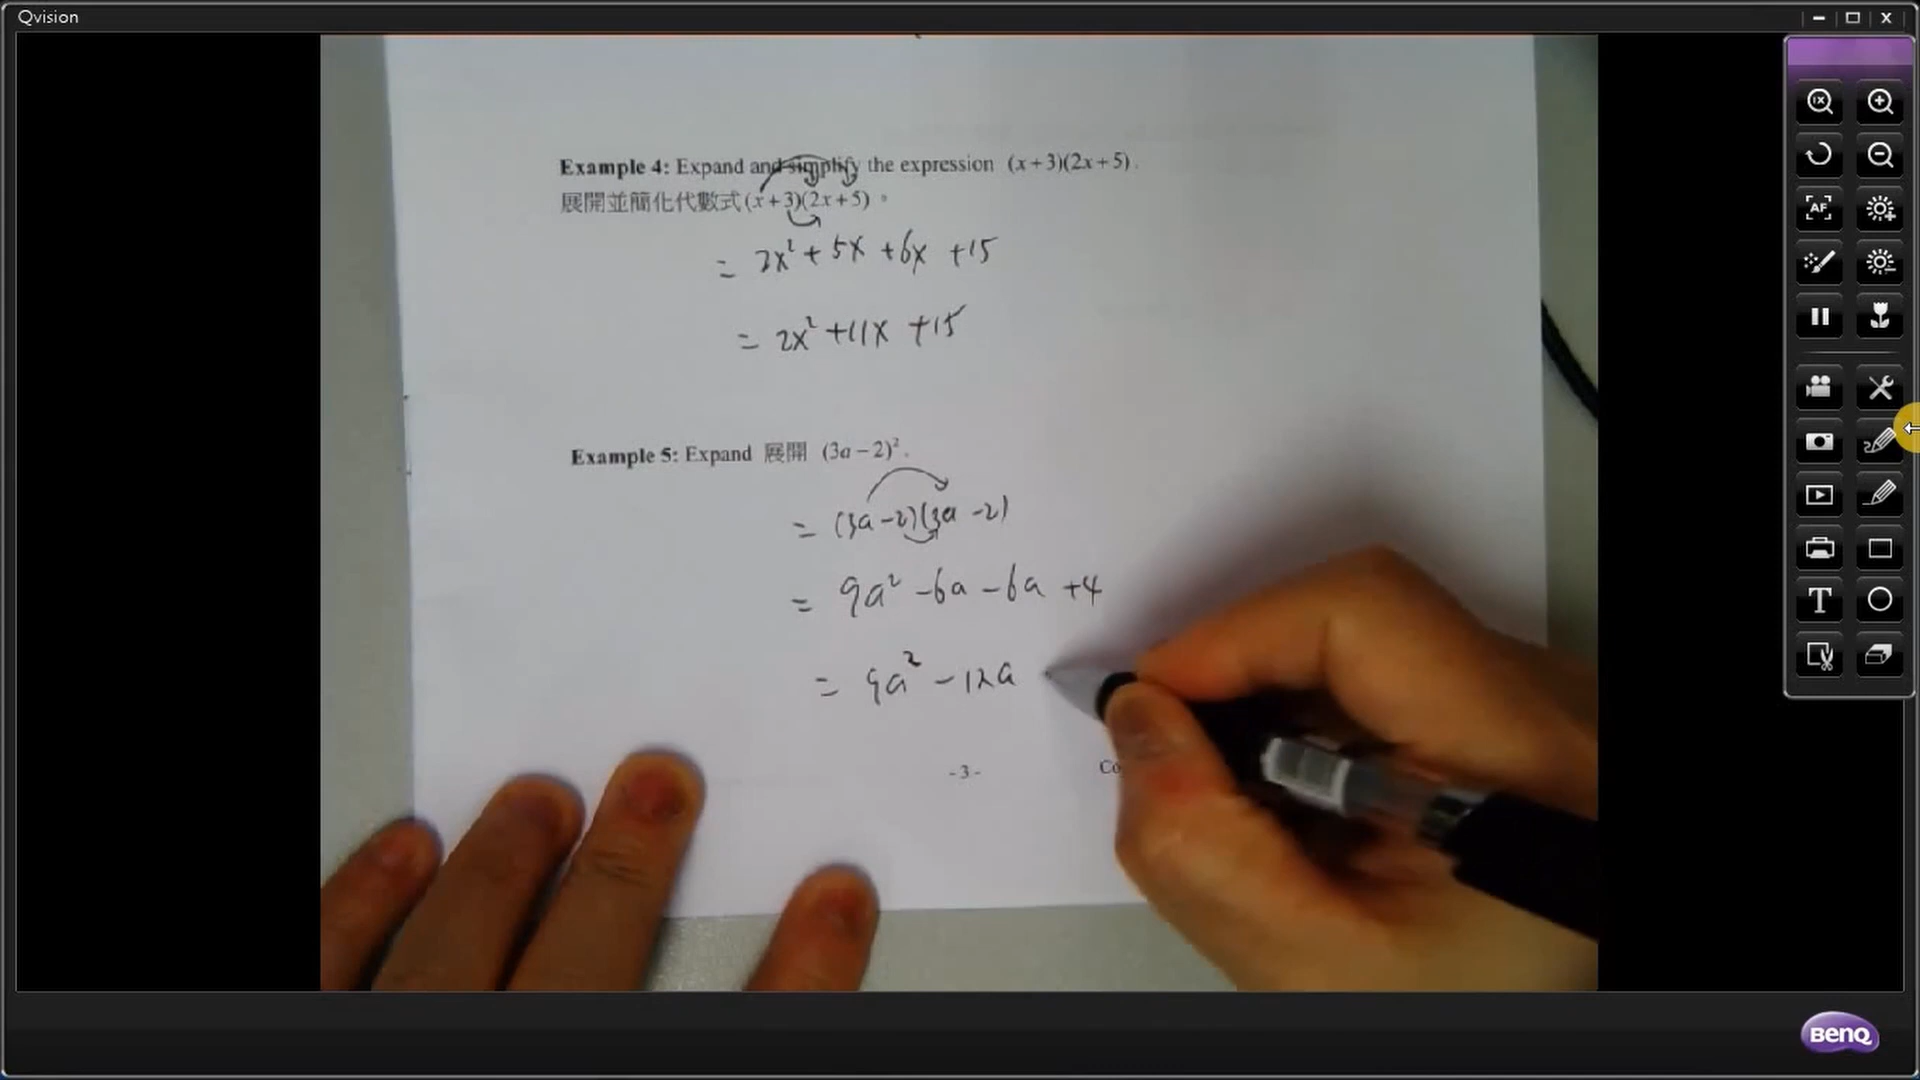 Qvision
Example 4: Expand and simplify the expression (x+3)(2x+5).
展開並簡化代數式(x+3)(2x+5)。
= 2x² + 5x + 6x + 15
= 2x² + 11x + 15
Example 5: Expand 展開 (3a−2)².
= (3a−2)(3a−2)
= 9a² − 6a − 6a + 4
= 9a² − 12a
- 3 -
1X
AF
T
BenQ